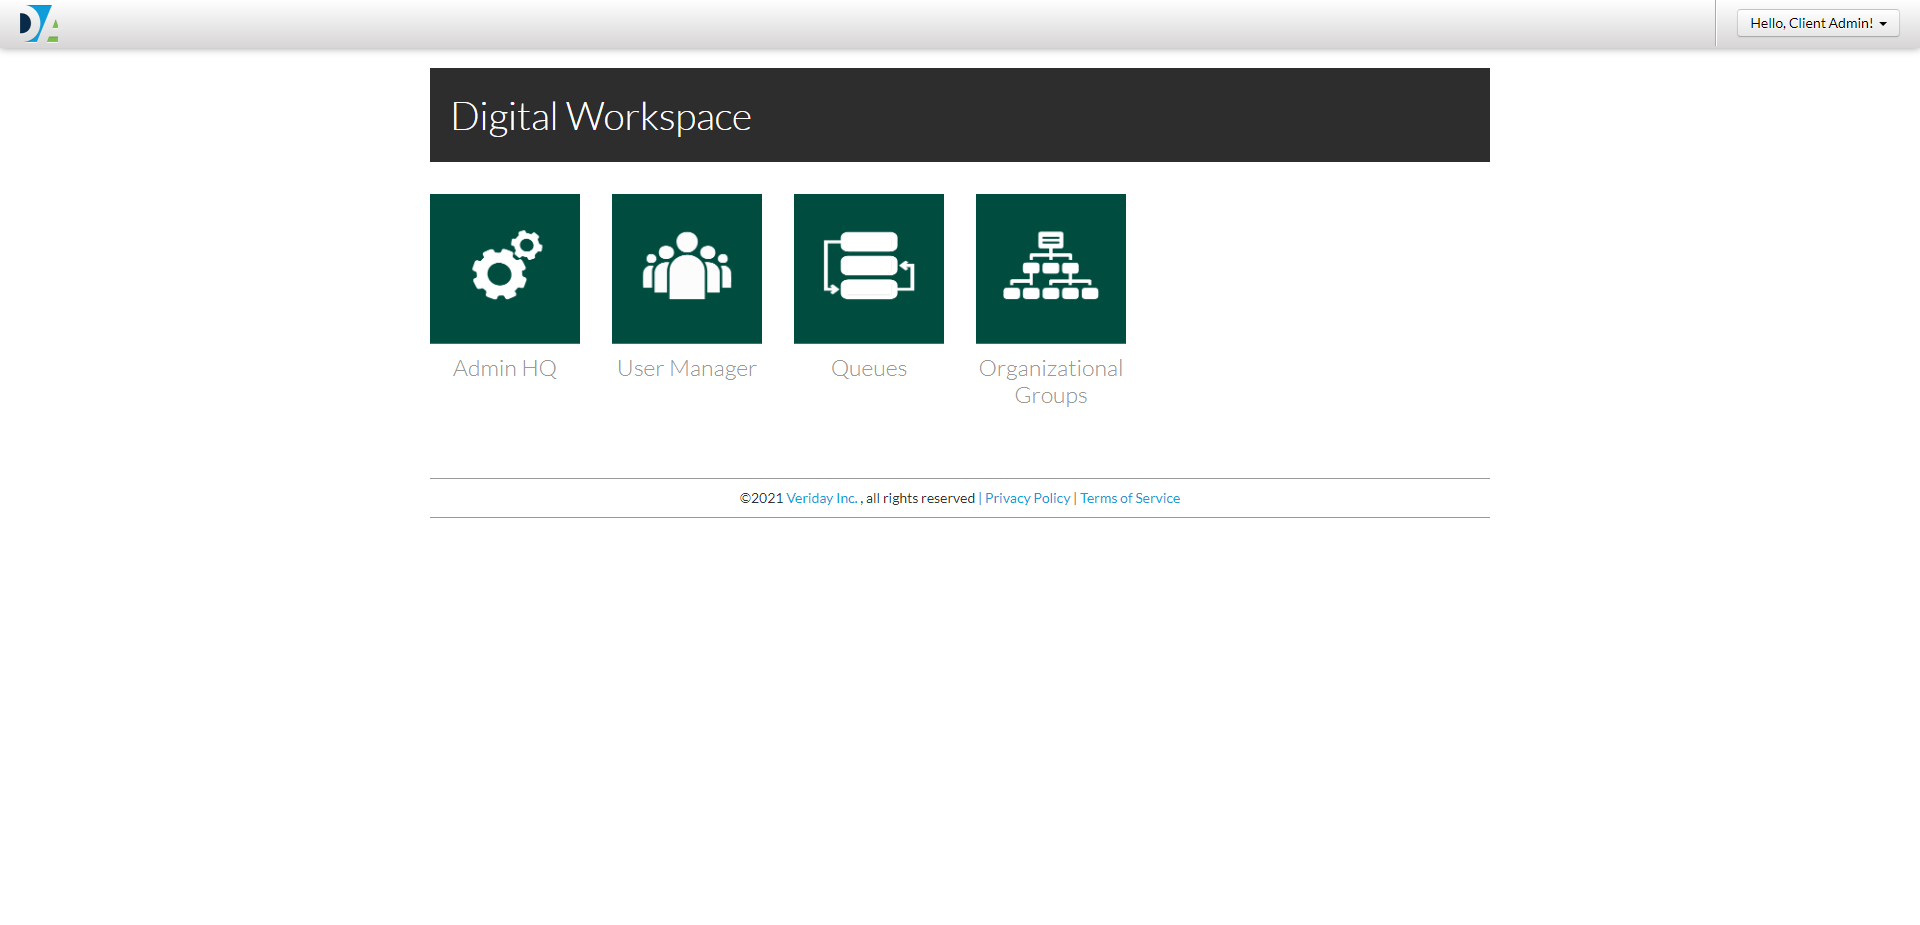 DA
Hello, Client Admin!
Digital Workspace
Admin HQ
User Manager
Queues
Organizational
Groups
©2021 Veriday Inc. , all rights reserved | Privacy Policy | Terms of Service